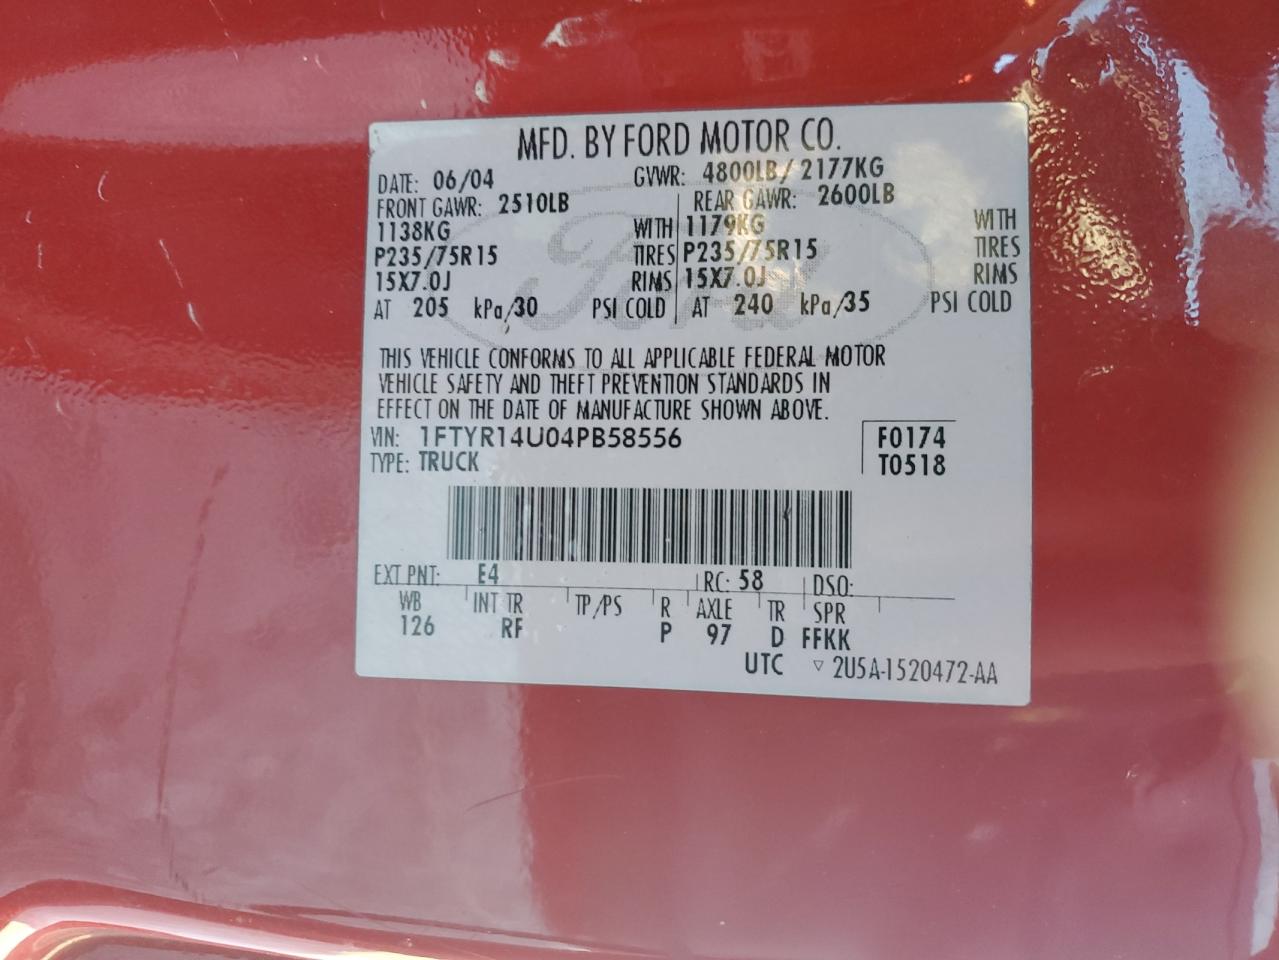 MFD. BY FORD MOTOR CO.
DATE: 06/04 GVWR: 4800LB/ 2177KG
FRONT GAWR: 2510LB REAR GAWR: 2600LB
1138KG WITH 1179KG WITH
P235/75R15 TIRES P235/75R15 TIRES
15X7.0J RIMS 15X7.0J RIMS
AT 205 kPa/30 PSI COLD AT 240 kPa/35 PSI COLD
Ford
THIS VEHICLE CONFORMS TO ALL APPLICABLE FEDERAL MOTOR
VEHICLE SAFETY AND THEFT PREVENTION STANDARDS IN
EFFECT ON THE DATE OF MANUFACTURE SHOWN ABOVE.
VIN: 1FTYR14U04PB58556 F0174
TYPE: TRUCK T0518
EXT PNT: E4 RC: 58 DSO:
WB INT TR TP/PS R AXLE TR SPR
126 RF P 97 D FFKK
UTC ▽ 2U5A-1520472-AA